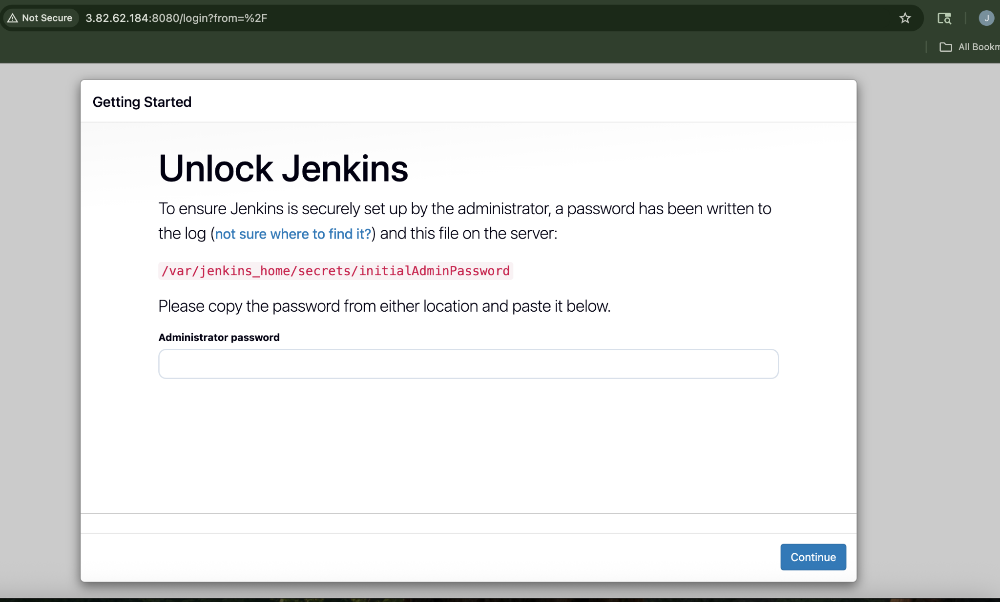 Not Secure 3.82.62.184:8080/login?from=%2F J
All Bookm
Getting Started
Unlock Jenkins
To ensure Jenkins is securely set up by the administrator, a password has been written to
the log (not sure where to find it?) and this file on the server:
/var/jenkins_home/secrets/initialAdminPassword
Please copy the password from either location and paste it below.
Administrator password
Continue